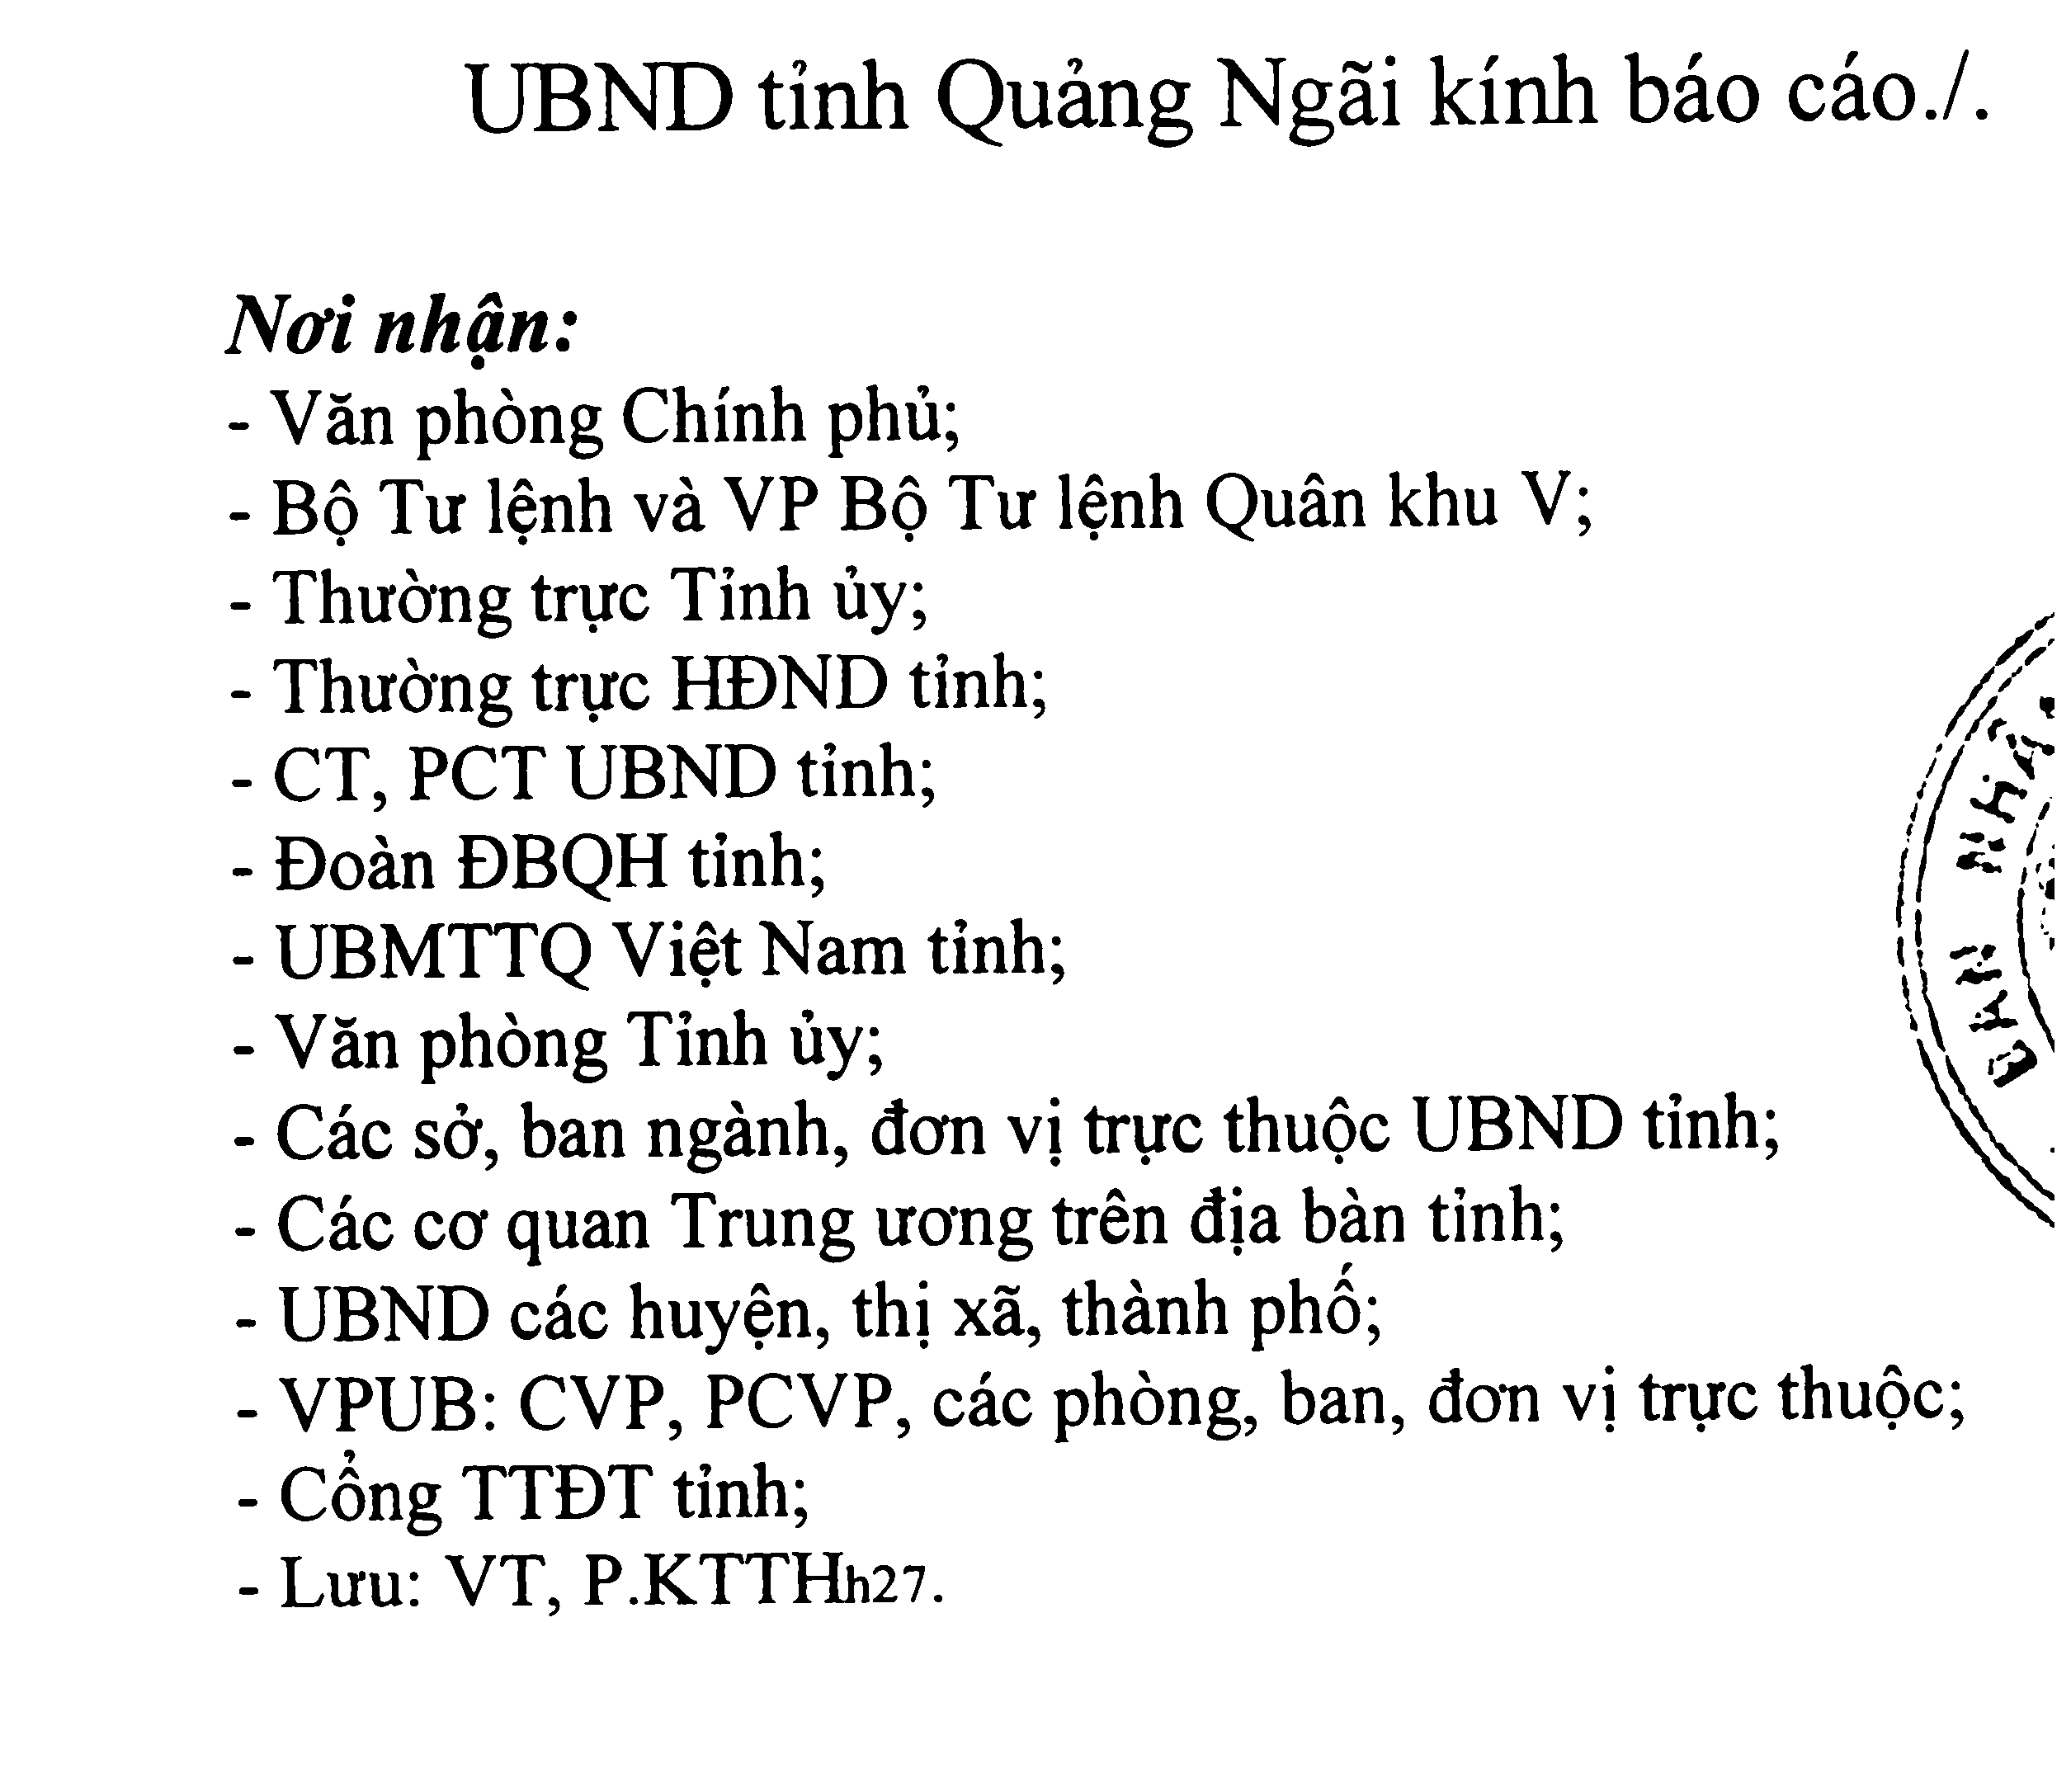 UBND tỉnh Quảng Ngãi kính báo cáo./.
Nơi nhận:
- Văn phòng Chính phủ;
- Bộ Tư lệnh và VP Bộ Tư lệnh Quân khu V;
- Thường trực Tỉnh ủy;
- Thường trực HĐND tỉnh;
- CT, PCT UBND tỉnh;
- Đoàn ĐBQH tỉnh;
- UBMTTQ Việt Nam tỉnh;
- Văn phòng Tỉnh ủy;
- Các sở, ban ngành, đơn vị trực thuộc UBND tỉnh;
- Các cơ quan Trung ương trên địa bàn tỉnh;
- UBND các huyện, thị xã, thành phố;
- VPUB: CVP, PCVP, các phòng, ban, đơn vị trực thuộc;
- Cổng TTĐT tỉnh;
- Lưu: VT, P.KTTHh27.